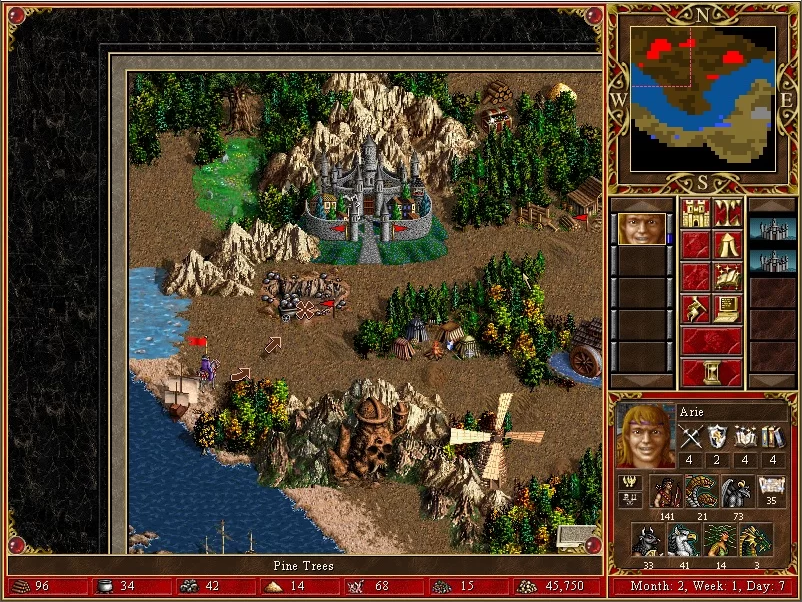 N
W
E
S
Arie
4 2 4 4
35
141 21 73
33 41 14 3
Pine Trees
96 34 42 14 68 15 45,750
Month: 2, Week: 1, Day: 7